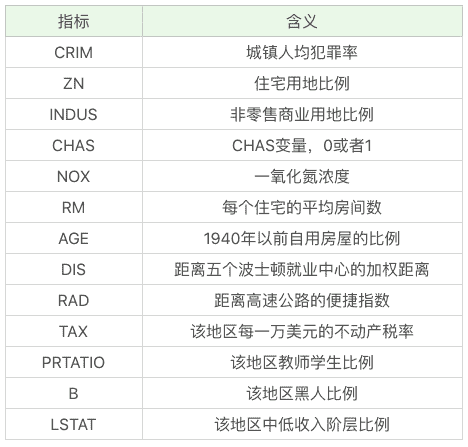 指标 含义
CRIM 城镇人均犯罪率
ZN 住宅用地比例
INDUS 非零售商业用地比例
CHAS CHAS变量，0或者1
NOX 一氧化氮浓度
RM 每个住宅的平均房间数
AGE 1940年以前自用房屋的比例
DIS 距离五个波士顿就业中心的加权距离
RAD 距离高速公路的便捷指数
TAX 该地区每一万美元的不动产税率
PRTATIO 该地区教师学生比例
B 该地区黑人比例
LSTAT 该地区中低收入阶层比例